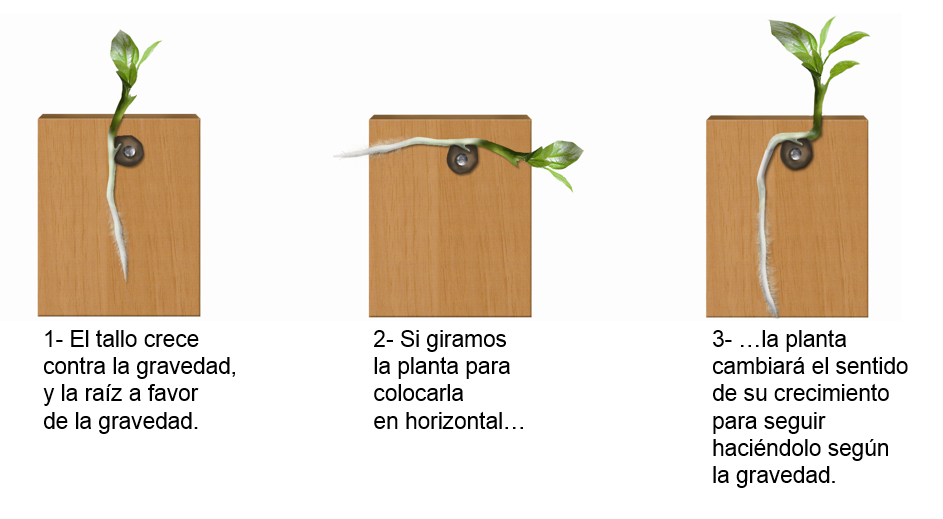 1- El tallo crece
contra la gravedad,
y la raíz a favor
de la gravedad.
2- Si giramos
la planta para
colocarla
en horizontal…
3- …la planta
cambiará el sentido
de su crecimiento
para seguir
haciéndolo según
la gravedad.